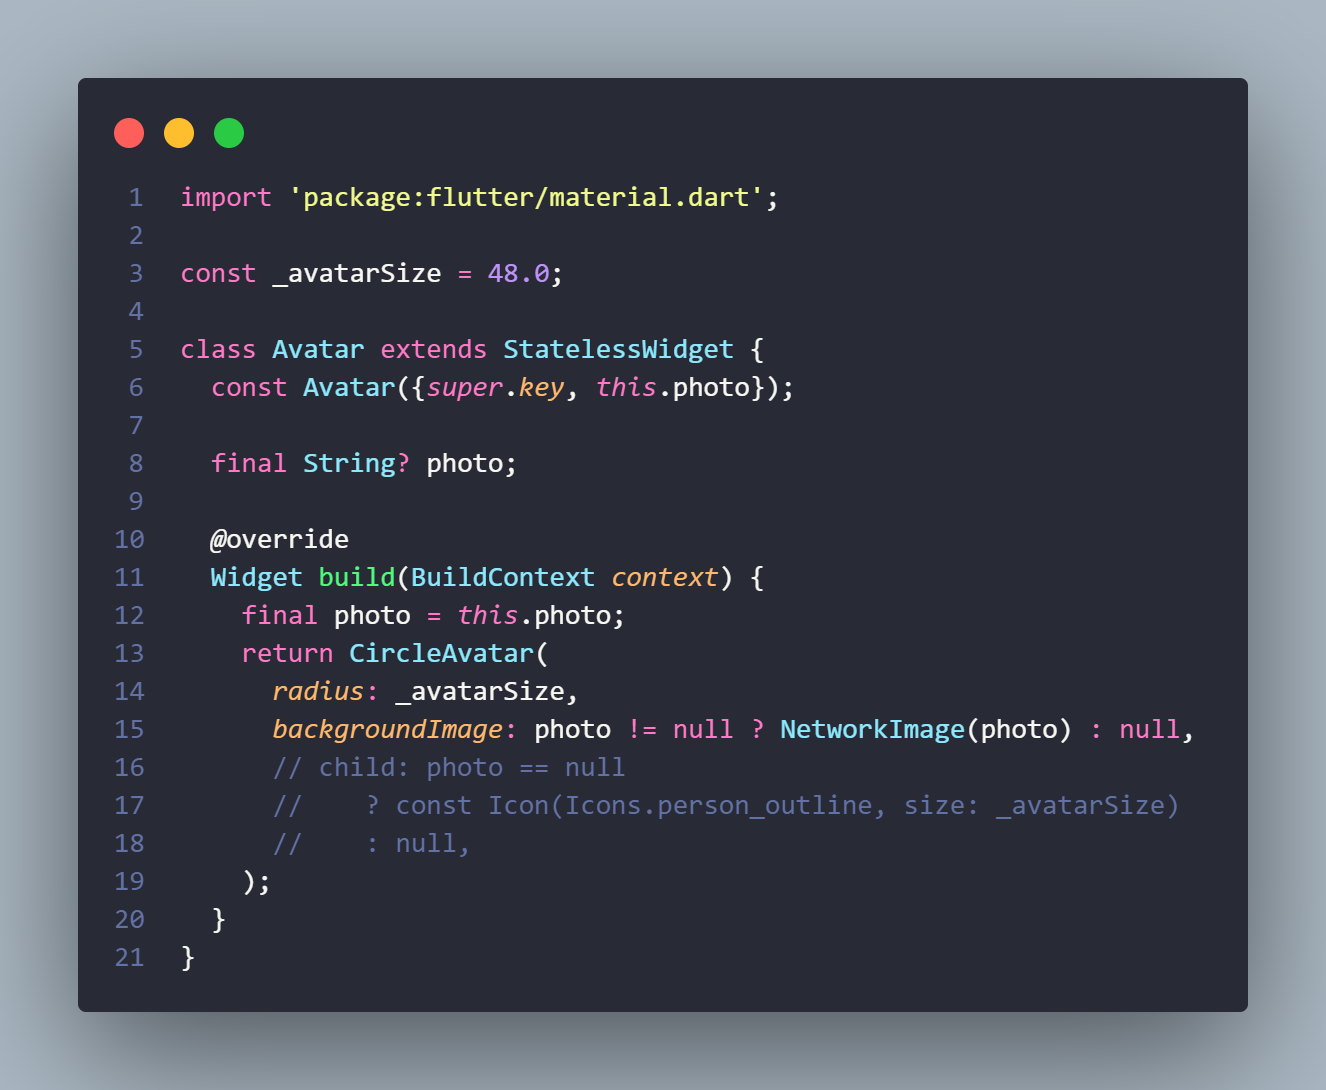 1 import 'package:flutter/material.dart';
2
3 const _avatarSize = 48.0;
4
5 class Avatar extends StatelessWidget {
6   const Avatar({super.key, this.photo});
7
8   final String? photo;
9
10   @override
11   Widget build(BuildContext context) {
12     final photo = this.photo;
13     return CircleAvatar(
14       radius: _avatarSize,
15       backgroundImage: photo != null ? NetworkImage(photo) : null,
16       // child: photo == null
17       //    ? const Icon(Icons.person_outline, size: _avatarSize)
18       //    : null,
19     );
20   }
21 }